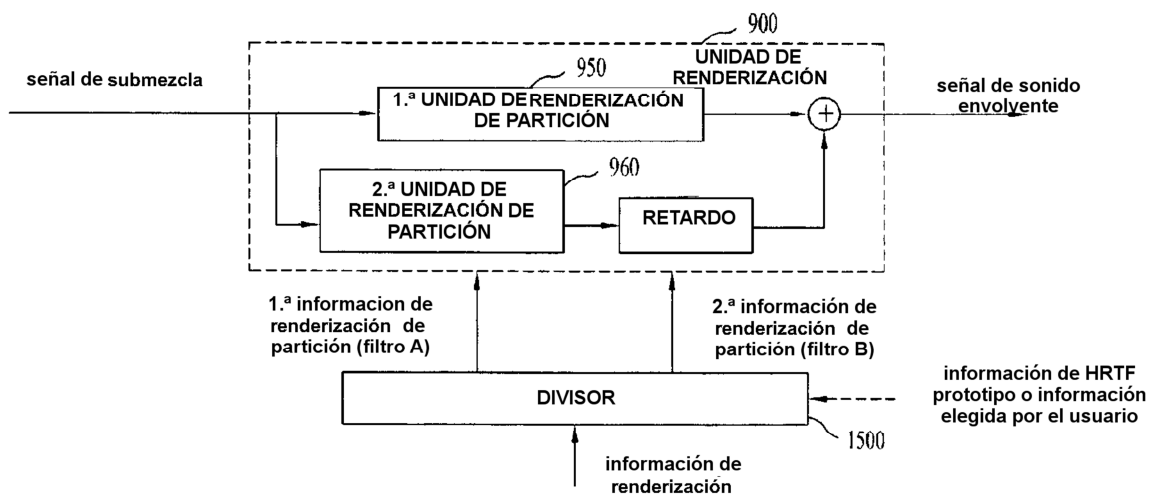 900
UNIDAD DE
RENDERIZACIÓN
señal de submezcla
950
1.ª UNIDAD DE RENDERIZACIÓN
DE PARTICIÓN
+
señal de sonido
envolvente
960
2.ª UNIDAD DE
RENDERIZACIÓN DE
PARTICIÓN
RETARDO
1.ª informacion de
renderización de
partición (filtro A)
2.ª información de
renderización de
partición (filtro B)
DIVISOR
1500
información de HRTF
prototipo o información
elegida por el usuario
información de
renderización